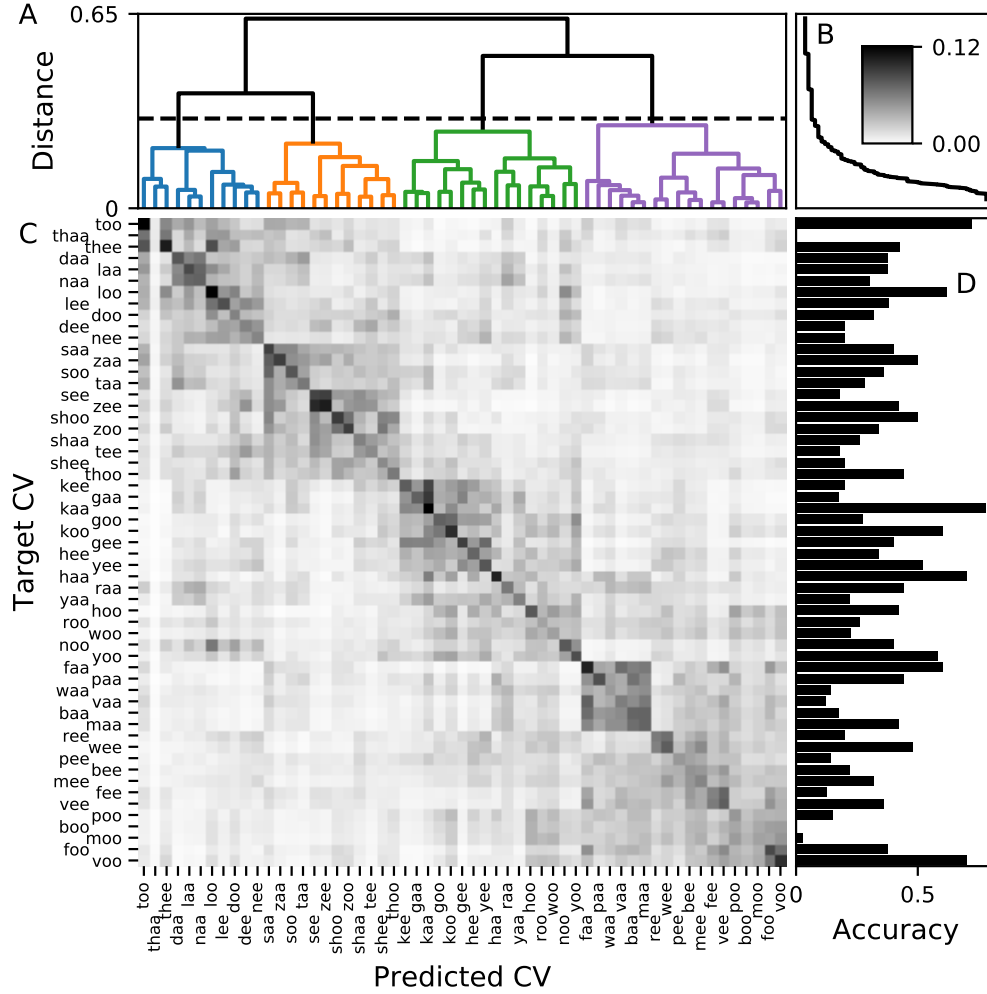 A
0.65
Distance
0
B
0.12
0.00
C
Target CV
too
thaa
thee
daa
laa
naa
loo
lee
doo
dee
nee
saa
zaa
soo
taa
see
zee
shoo
zoo
shaa
tee
shee
thoo
kee
gaa
kaa
goo
koo
gee
hee
yee
haa
raa
yaa
hoo
roo
woo
noo
yoo
faa
paa
waa
vaa
baa
maa
ree
wee
pee
bee
mee
fee
vee
poo
boo
moo
foo
voo
D
too
thaa
thee
daa
laa
naa
loo
lee
doo
dee
nee
saa
zaa
soo
taa
see
zee
shoo
zoo
shaa
tee
shee
thoo
kee
gaa
kaa
goo
koo
gee
hee
yee
haa
raa
yaa
hoo
roo
woo
noo
yoo
faa
paa
waa
vaa
baa
maa
ree
wee
pee
bee
mee
fee
vee
poo
boo
moo
foo
voo
Predicted CV
0
0.5
Accuracy